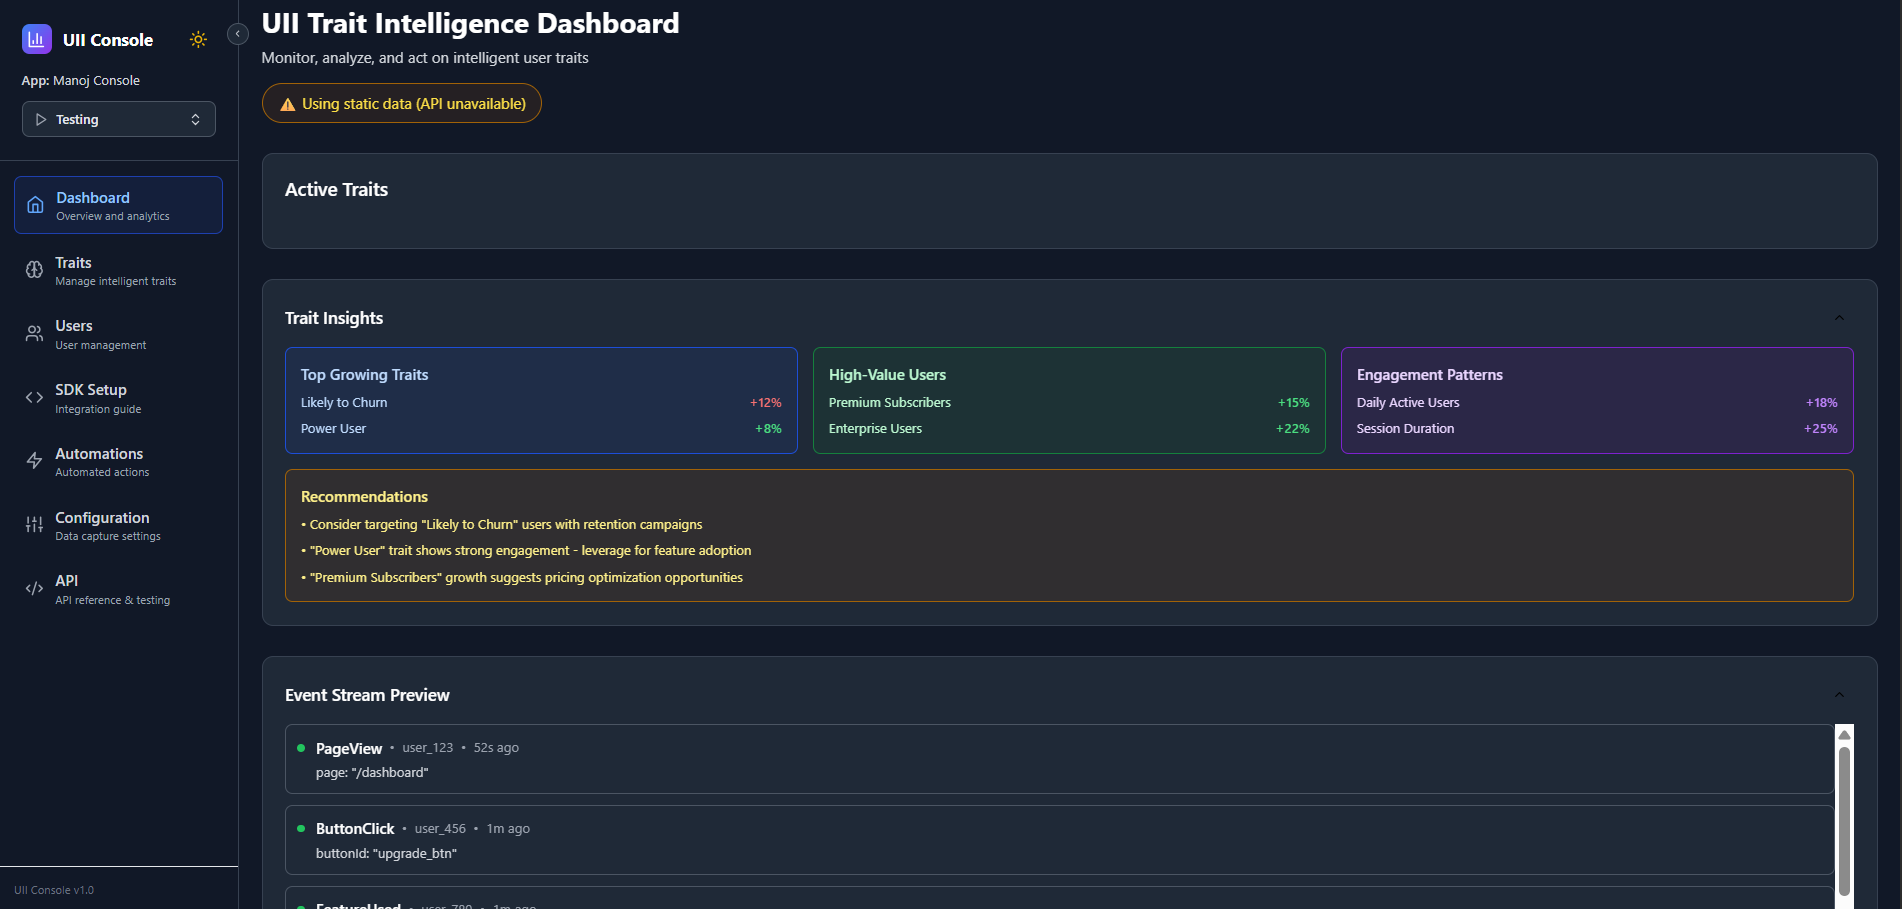 UII Console
App: Manoj Console
Testing
Dashboard
Overview and analytics
Traits
Manage intelligent traits
Users
User management
SDK Setup
Integration guide
Automations
Automated actions
Configuration
Data capture settings
API
API reference & testing
UII Console v1.0
UII Trait Intelligence Dashboard
Monitor, analyze, and act on intelligent user traits
Using static data (API unavailable)
Active Traits
Trait Insights
Top Growing Traits
Likely to Churn +12%
Power User +8%
High-Value Users
Premium Subscribers +15%
Enterprise Users +22%
Engagement Patterns
Daily Active Users +18%
Session Duration +25%
Recommendations
• Consider targeting "Likely to Churn" users with retention campaigns
• "Power User" trait shows strong engagement - leverage for feature adoption
• "Premium Subscribers" growth suggests pricing optimization opportunities
Event Stream Preview
PageView • user_123 • 52s ago
page: "/dashboard"
ButtonClick • user_456 • 1m ago
buttonId: "upgrade_btn"
FeatureUsed • user_789 • 1m ago